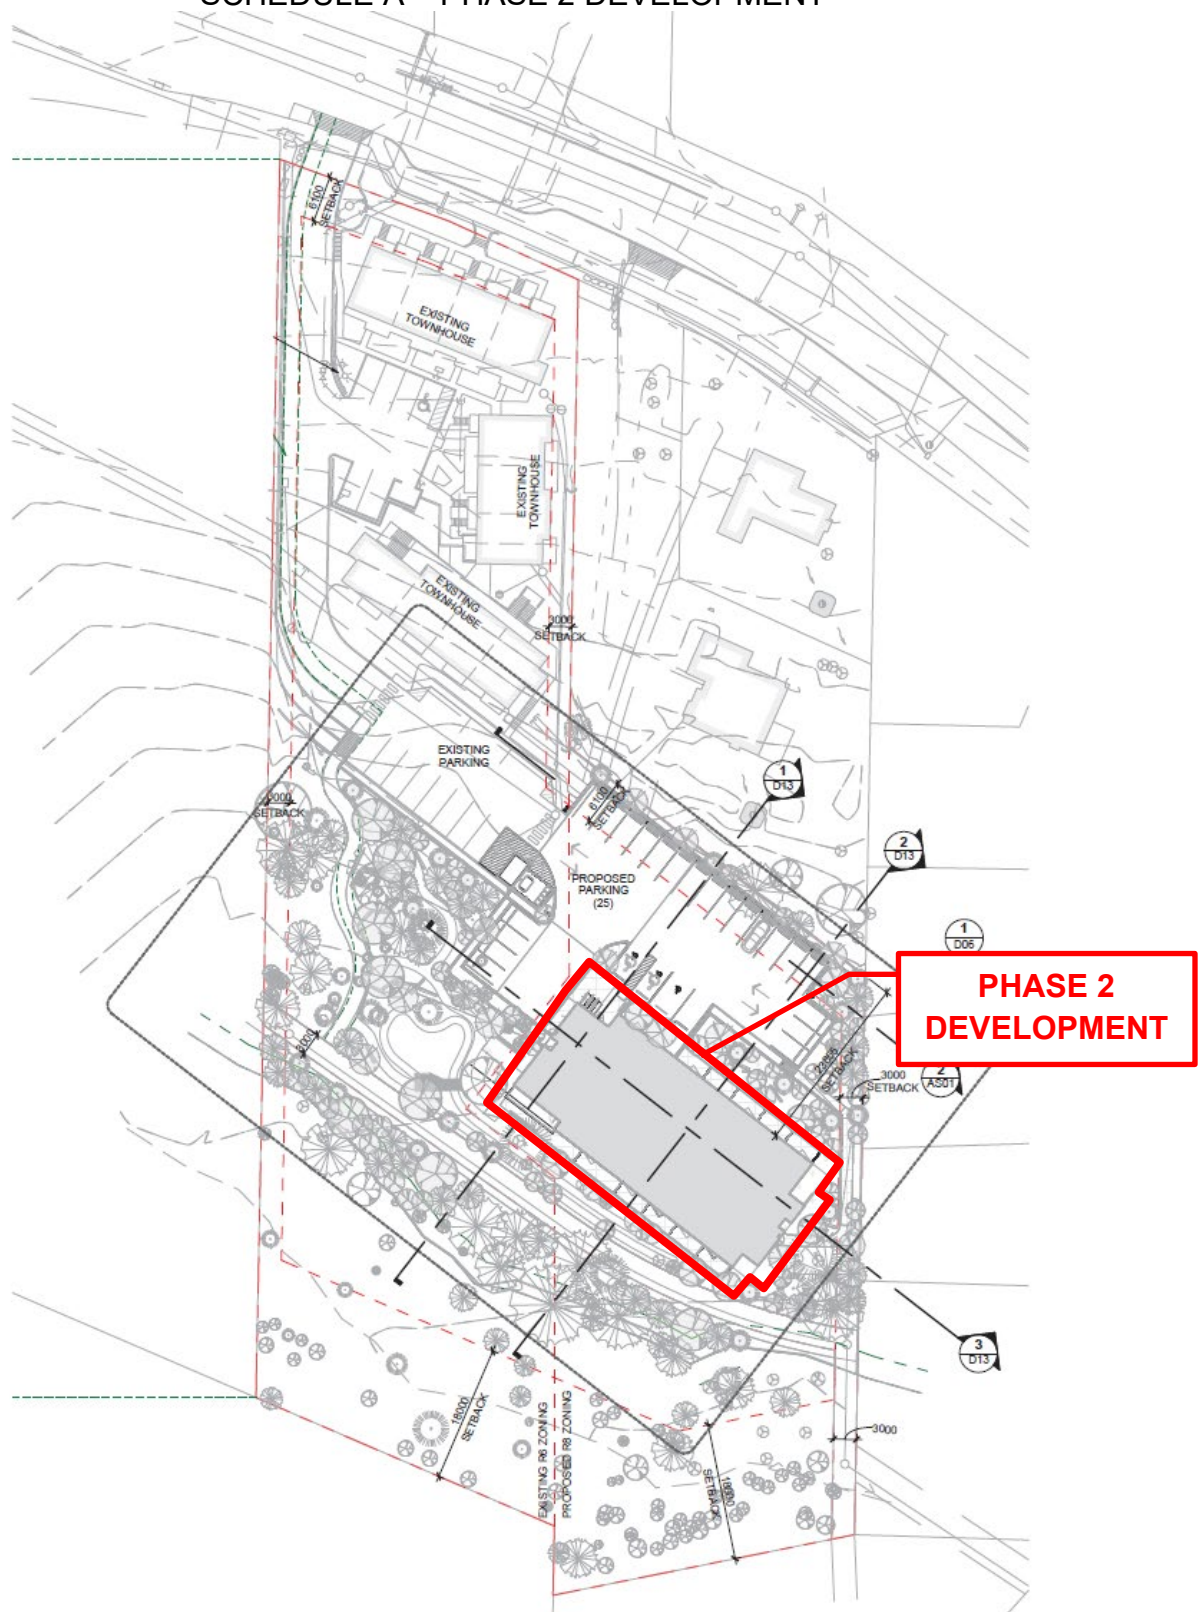 SCHEDULE A – PHASE 2 DEVELOPMENT
6100
SETBACK
EXISTING
TOWNHOUSE
EXISTING
TOWNHOUSE
EXISTING
TOWNHOUSE
3000
SETBACK
EXISTING
PARKING
6100
SETBACK
1
D13
SETBACK
2
D13
PROPOSED
PARKING
(25)
1
D06
PHASE 2
DEVELOPMENT
3000
SETBACK
3000
SETBACK
2
AS01
3
D13
18000
SETBACK
EXISTING R6 ZONING
PROPOSED R8 ZONING
18000
SETBACK
3000